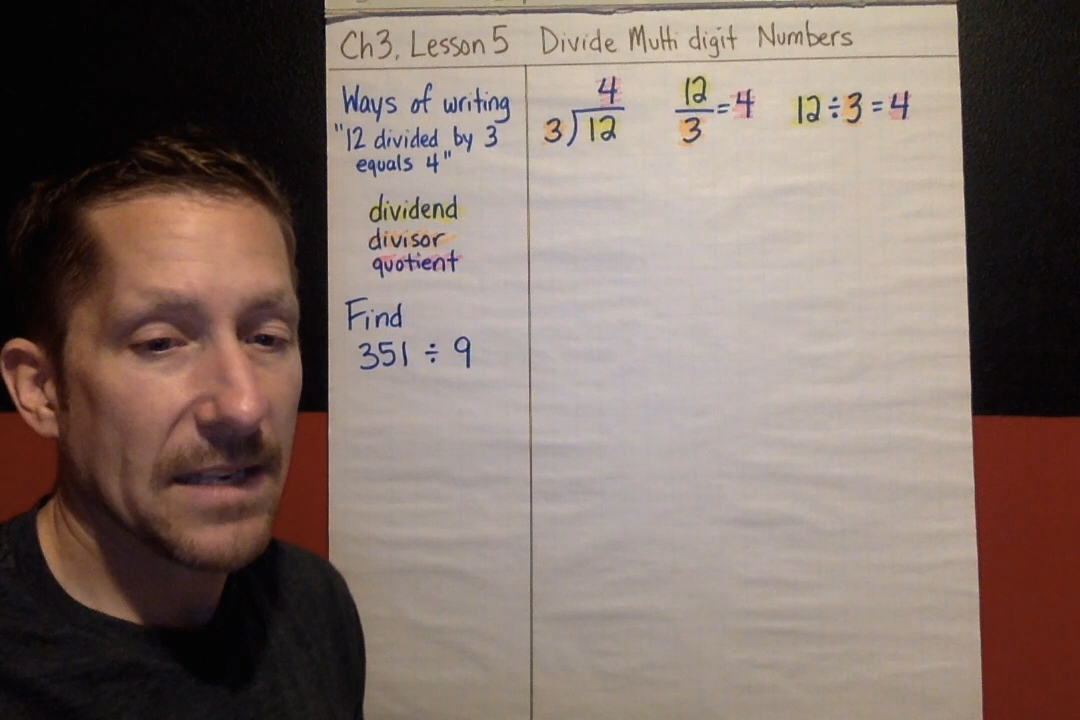 Ch3, Lesson 5 Divide Multi digit Numbers
Ways of writing
"12 divided by 3
equals 4"
dividend
divisor
quotient
Find
351 ÷ 9
4
3)12
12
3
=4
12÷3=4